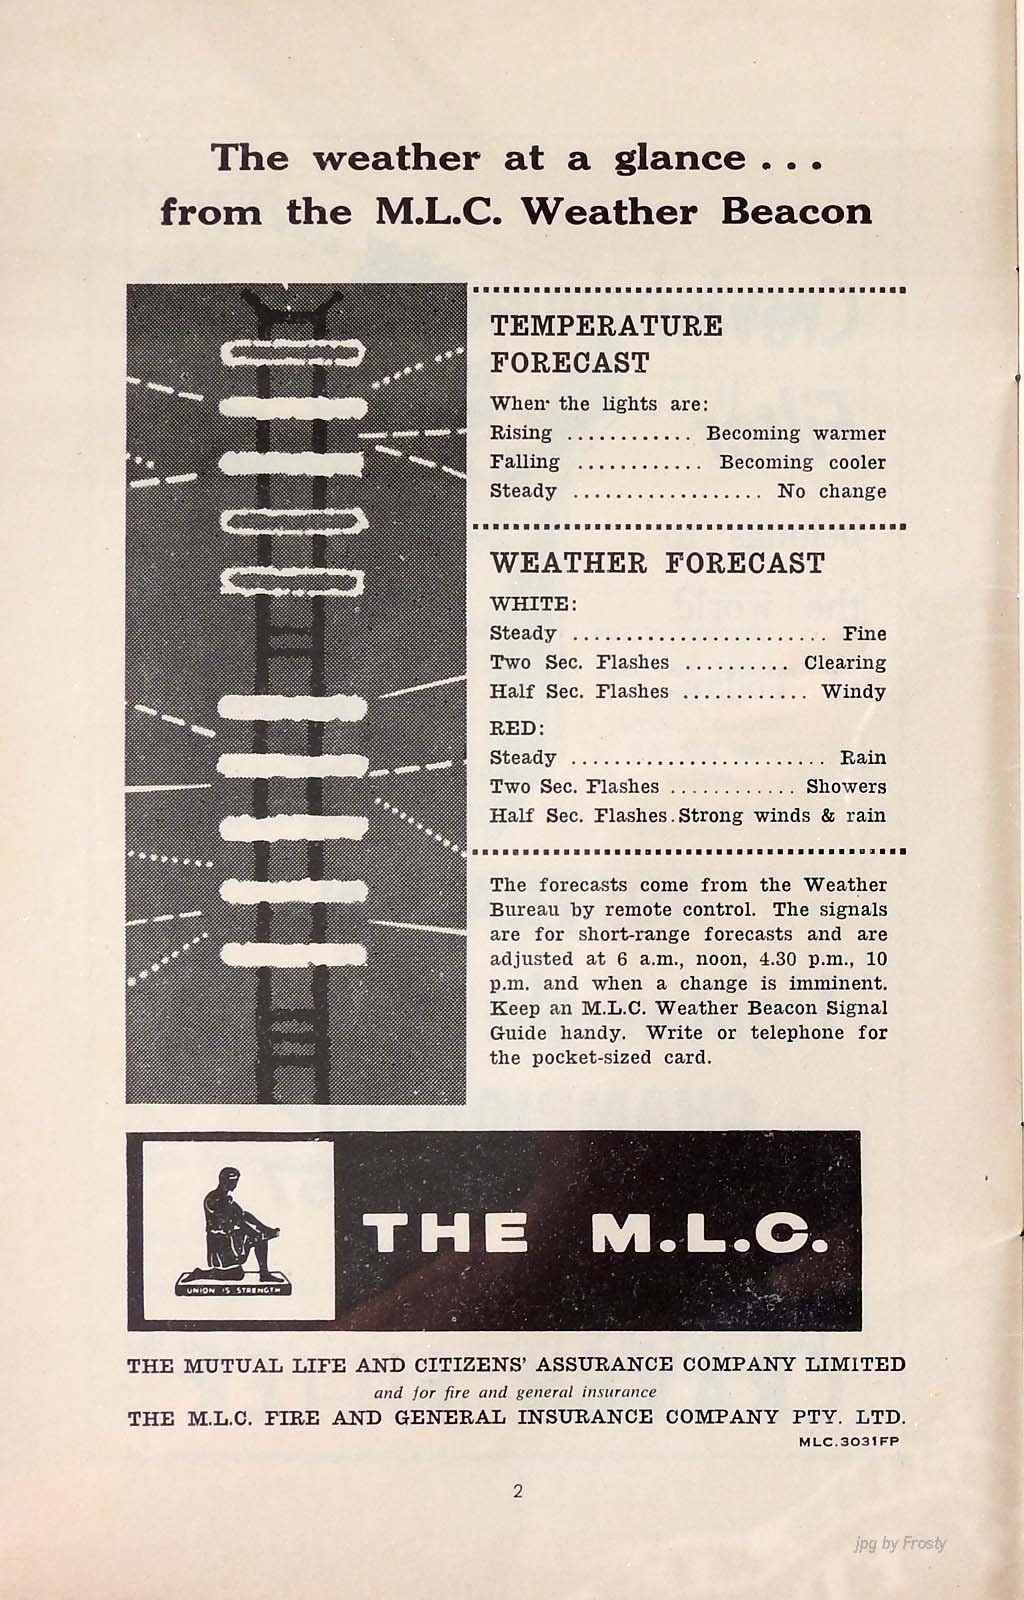 The weather at a glance . . .
from the M.L.C. Weather Beacon
TEMPERATURE
FORECAST
When the lights are:
Rising ............ Becoming warmer
Falling ............ Becoming cooler
Steady .................. No change
WEATHER FORECAST
WHITE:
Steady ........................ Fine
Two Sec. Flashes .......... Clearing
Half Sec. Flashes ............ Windy
RED:
Steady ........................ Rain
Two Sec. Flashes ............ Showers
Half Sec. Flashes . Strong winds & rain
The forecasts come from the Weather
Bureau by remote control. The signals
are for short-range forecasts and are
adjusted at 6 a.m., noon, 4.30 p.m., 10
p.m. and when a change is imminent.
Keep an M.L.C. Weather Beacon Signal
Guide handy. Write or telephone for
the pocket-sized card.
UNION IS STRENGTH
THE M.L.C.
THE MUTUAL LIFE AND CITIZENS' ASSURANCE COMPANY LIMITED
and for fire and general insurance
THE M.L.C. FIRE AND GENERAL INSURANCE COMPANY PTY. LTD.
MLC.3031FP
2
jpg by Frosty